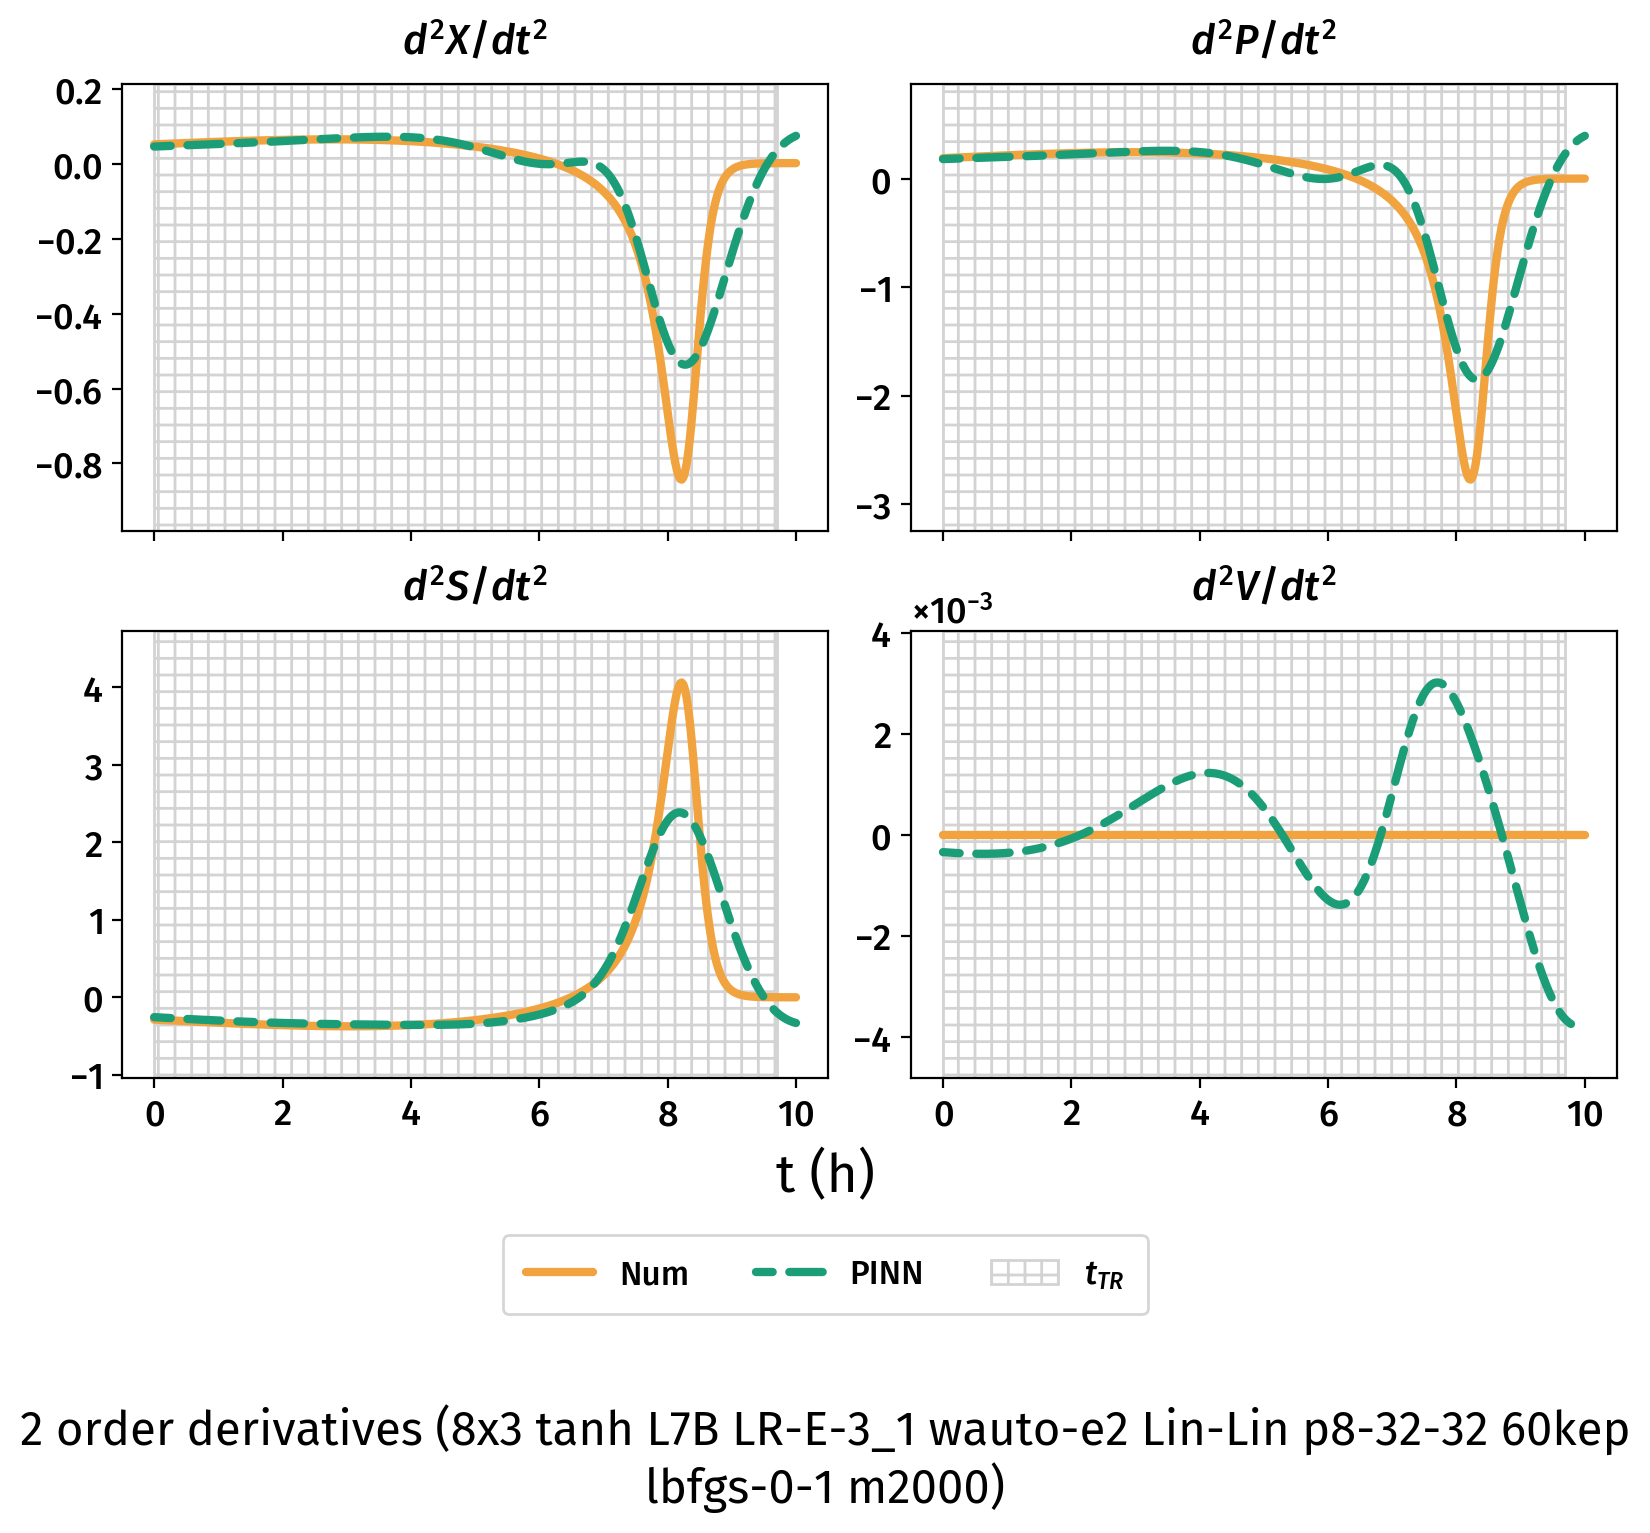 d²X/dt²
d²P/dt²
0.2
0.0
−0.2
−0.4
−0.6
−0.8
0
−1
−2
−3
d²S/dt²
d²V/dt²
×10⁻³
4
3
2
1
0
−1
4
2
0
−2
−4
0 2 4 6 8 10
0 2 4 6 8 10
t (h)
Num PINN t_TR
2 order derivatives (8x3 tanh L7B LR-E-3_1 wauto-e2 Lin-Lin p8-32-32 60kep
lbfgs-0-1 m2000)